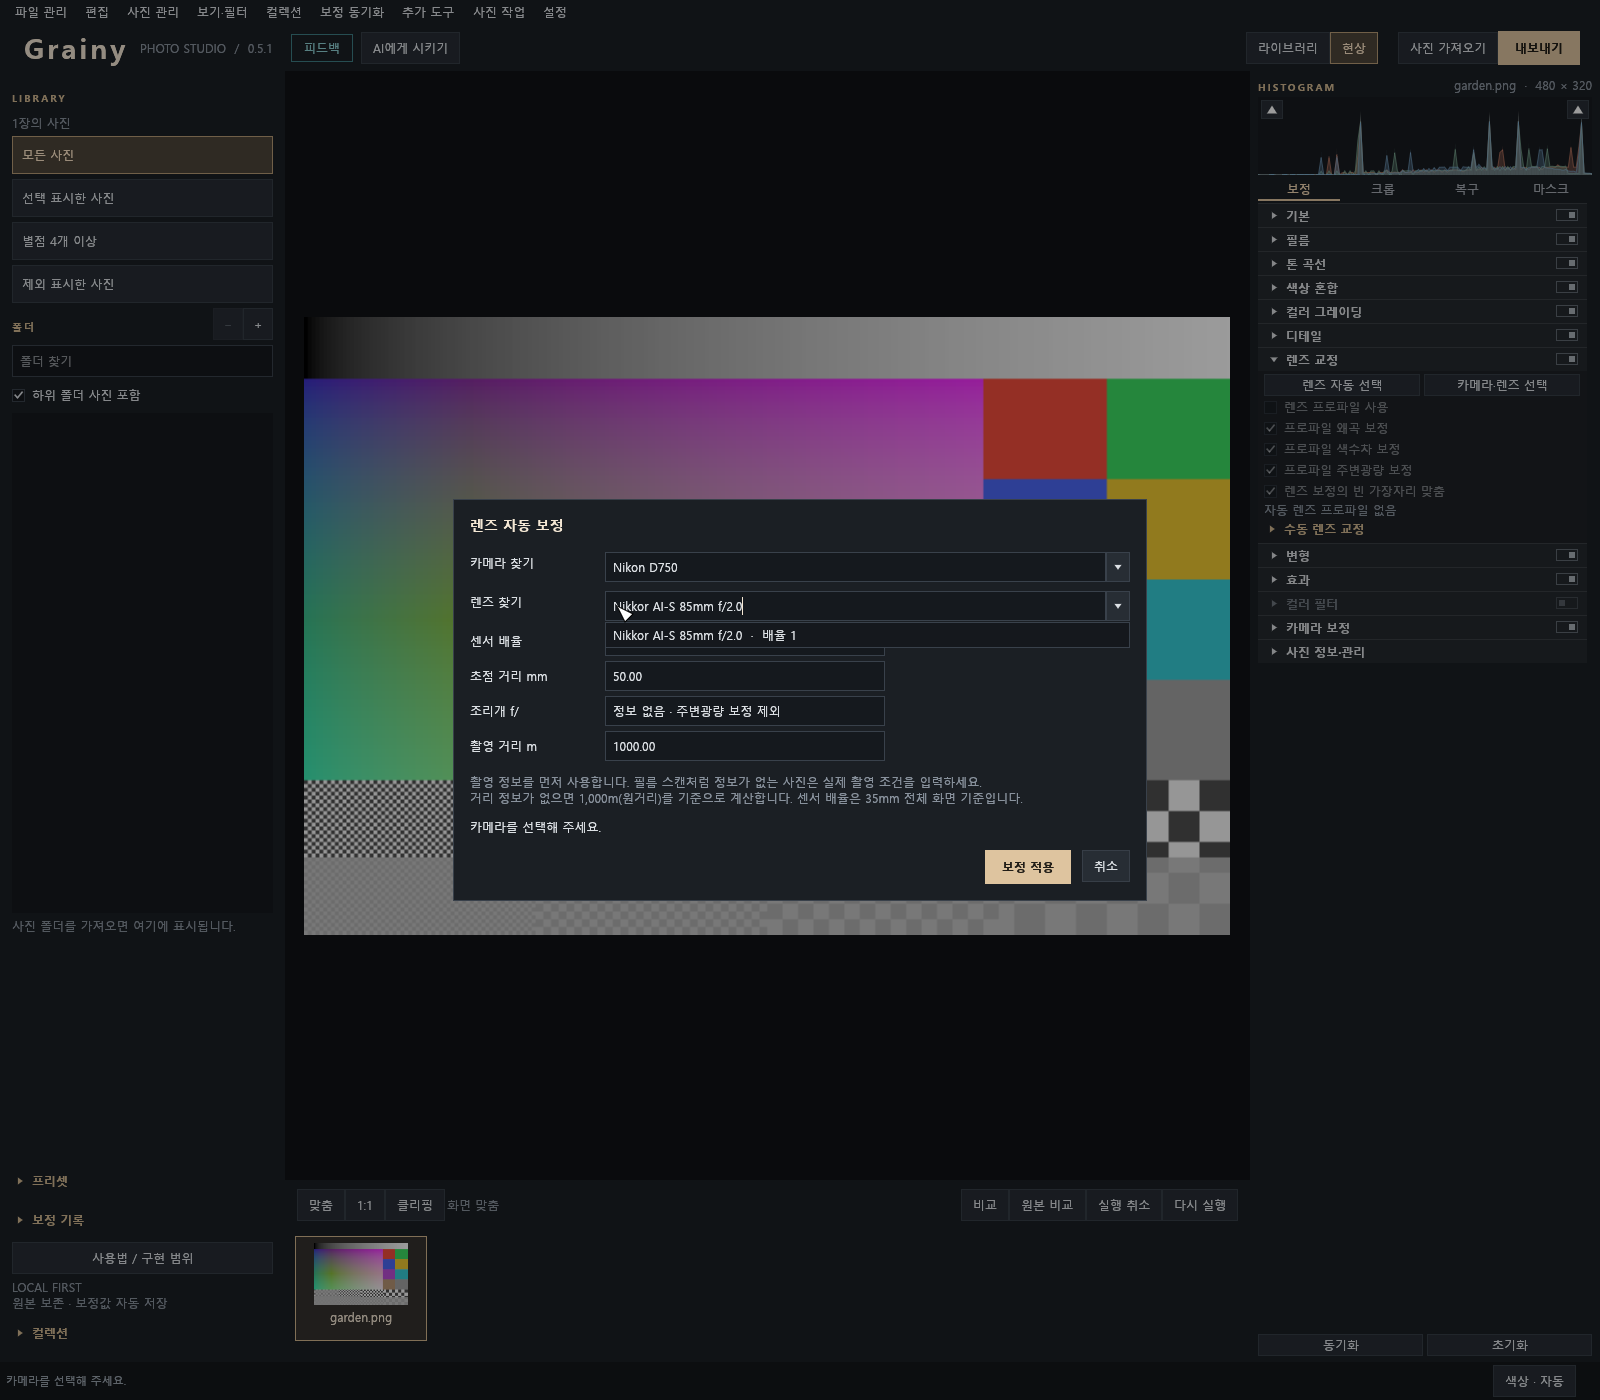 파일 관리 편집 사진 관리 보기·필터 컬렉션 보정 동기화 추가 도구 사진 작업 설정
Grainy PHOTO STUDIO / 0.5.1 피드백 AI에게 시키기 라이브러리 현상 사진 가져오기 내보내기
LIBRARY
1장의 사진
모든 사진
선택 표시한 사진
별점 4개 이상
제외 표시한 사진
폴더 − +
폴더 찾기
하위 폴더 사진 포함
사진 폴더를 가져오면 여기에 표시됩니다.
프리셋
보정 기록
사용법 / 구현 범위
LOCAL FIRST
원본 보존 · 보정값 자동 저장
컬렉션
렌즈 자동 보정
카메라 찾기 Nikon D750
렌즈 찾기 Nikkor AI-S 85mm f/2.0
Nikkor AI-S 85mm f/2.0 · 배율 1
센서 배율
초점 거리 mm 50.00
조리개 f/ 정보 없음 · 주변광량 보정 제외
촬영 거리 m 1000.00
촬영 정보를 먼저 사용합니다. 필름 스캔처럼 정보가 없는 사진은 실제 촬영 조건을 입력하세요.
거리 정보가 없으면 1,000m(원거리)를 기준으로 계산합니다. 센서 배율은 35mm 전체 화면 기준입니다.
카메라를 선택해 주세요.
보정 적용 취소
맞춤 1:1 클리핑 화면 맞춤 비교 원본 비교 실행 취소 다시 실행
garden.png
HISTOGRAM garden.png · 480 × 320
보정 크롭 복구 마스크
기본
필름
톤 곡선
색상 혼합
컬러 그레이딩
디테일
렌즈 교정
렌즈 자동 선택 카메라·렌즈 선택
렌즈 프로파일 사용
프로파일 왜곡 보정
프로파일 색수차 보정
프로파일 주변광량 보정
렌즈 보정의 빈 가장자리 맞춤
자동 렌즈 프로파일 없음
수동 렌즈 교정
변형
효과
컬러 필터
카메라 보정
사진 정보·관리
동기화 초기화
카메라를 선택해 주세요. 색상 · 자동